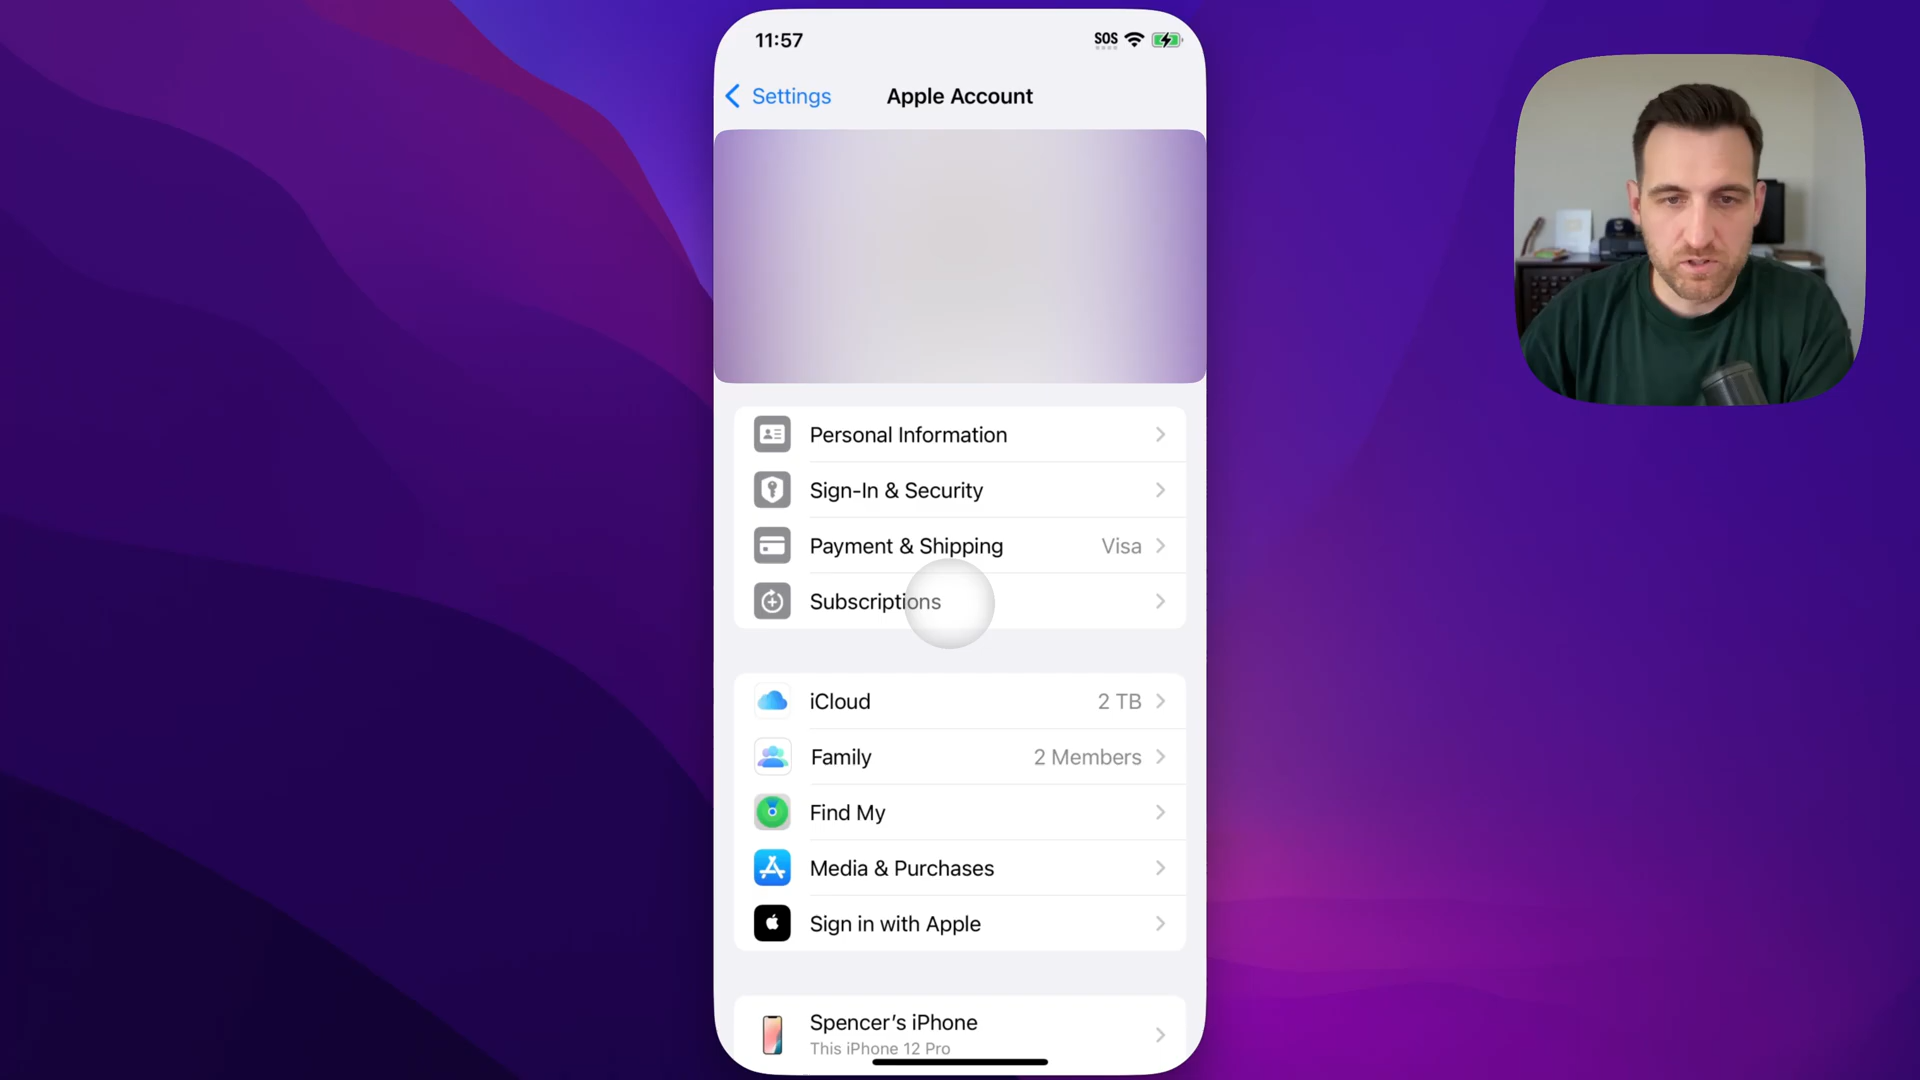 11:57
SOS
Settings
Apple Account
Personal Information
Sign-In & Security
Payment & Shipping
Visa
Subscriptions
iCloud
2 TB
Family
2 Members
Find My
Media & Purchases
Sign in with Apple
Spencer’s iPhone
This iPhone 12 Pro